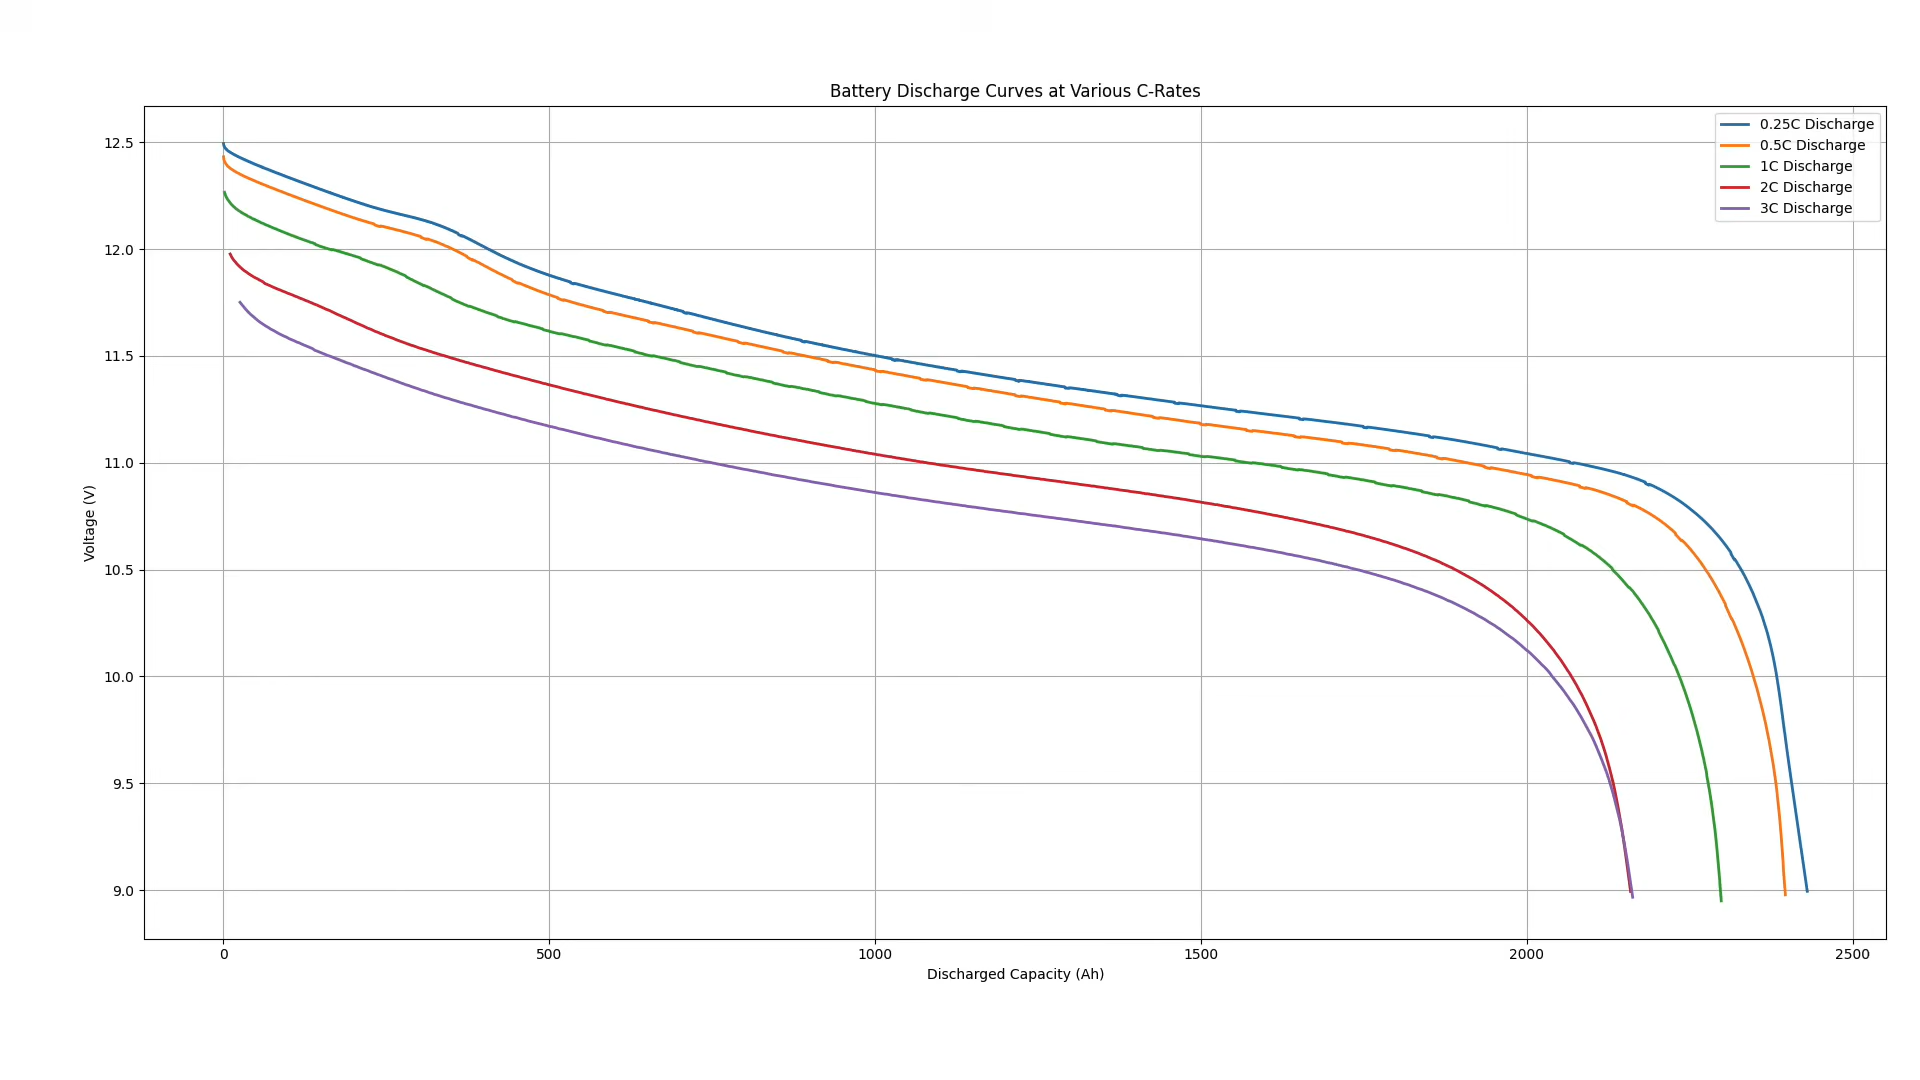 Battery Discharge Curves at Various C-Rates
0.25C Discharge
0.5C Discharge
1C Discharge
2C Discharge
3C Discharge
12.5
12.0
11.5
11.0
10.5
10.0
9.5
9.0
Voltage (V)
0
500
1000
1500
2000
2500
Discharged Capacity (Ah)